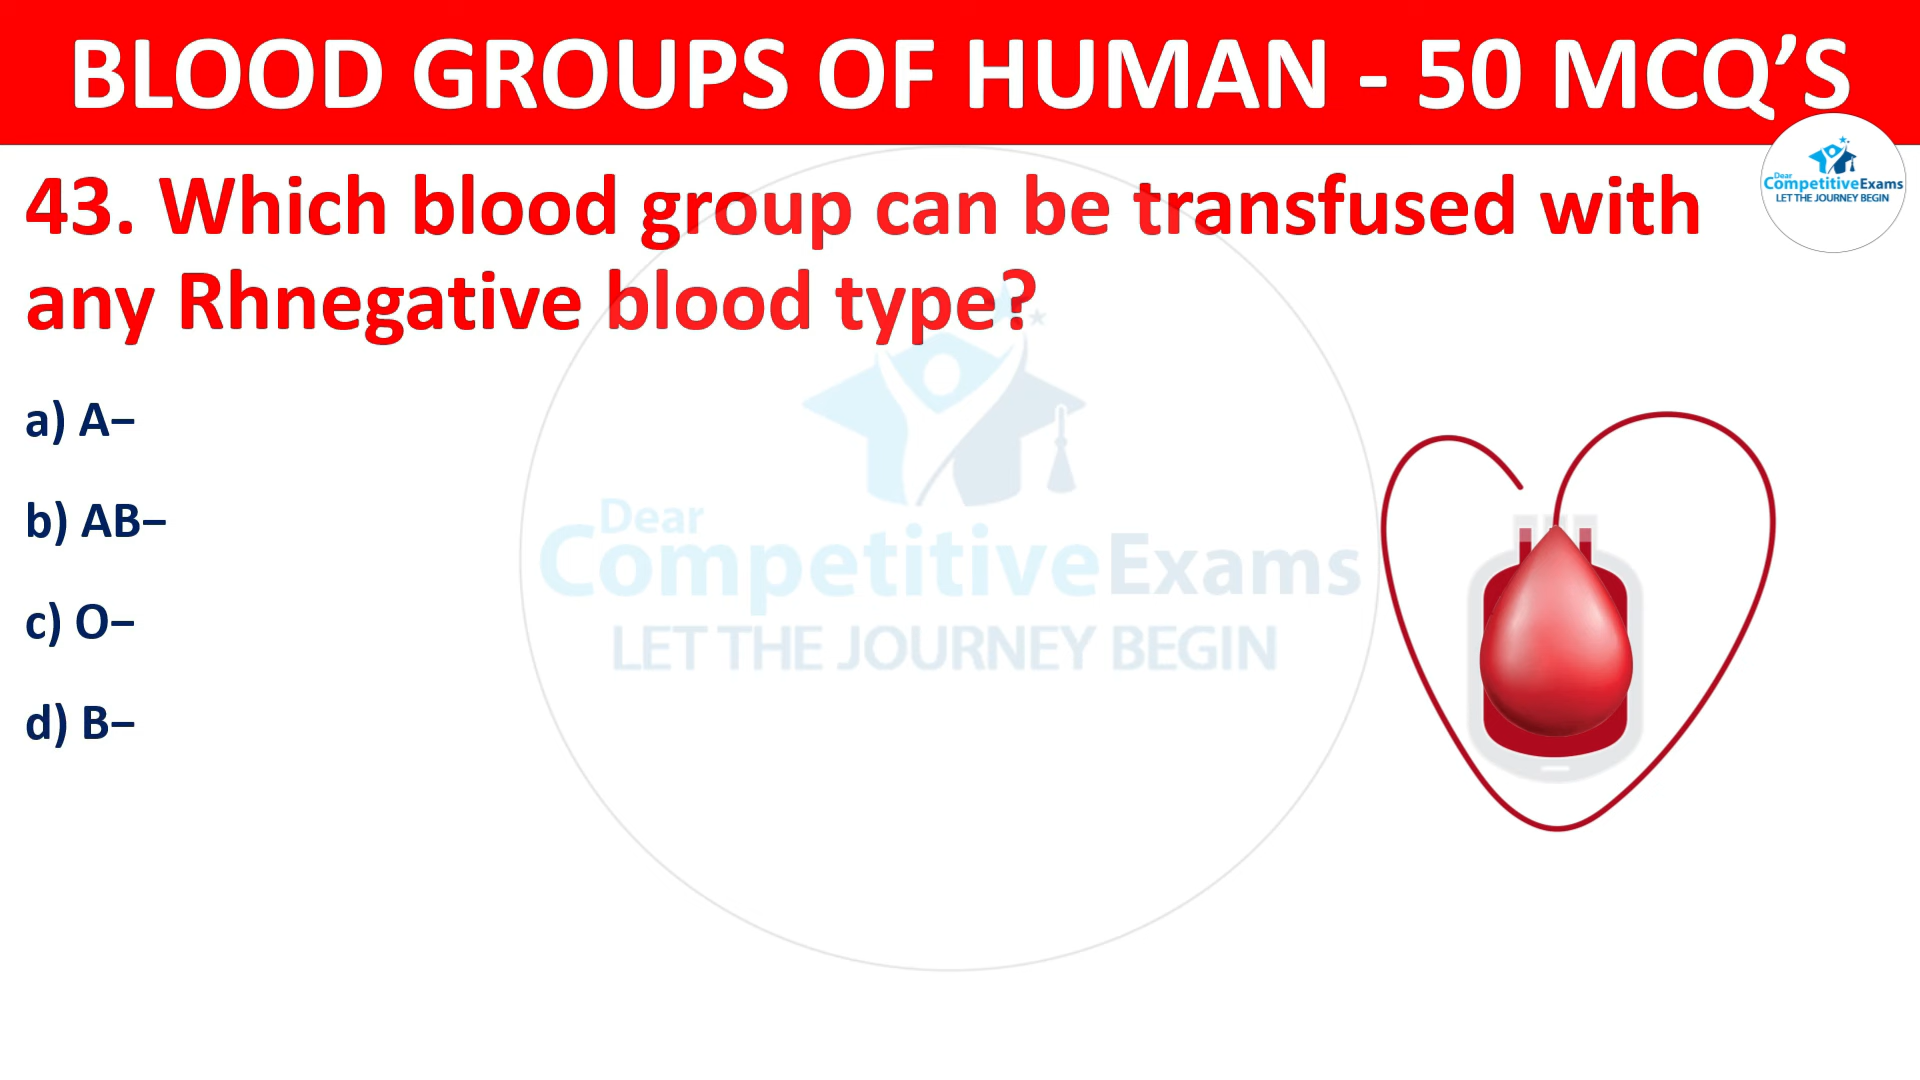 BLOOD GROUPS OF HUMAN - 50 MCQ’S
Dear
CompetitiveExams
LET THE JOURNEY BEGIN
43. Which blood group can be transfused with
any Rhnegative blood type?
a) A–
b) AB–
c) O–
d) B–
Dear
CompetitiveExams
LET THE JOURNEY BEGIN